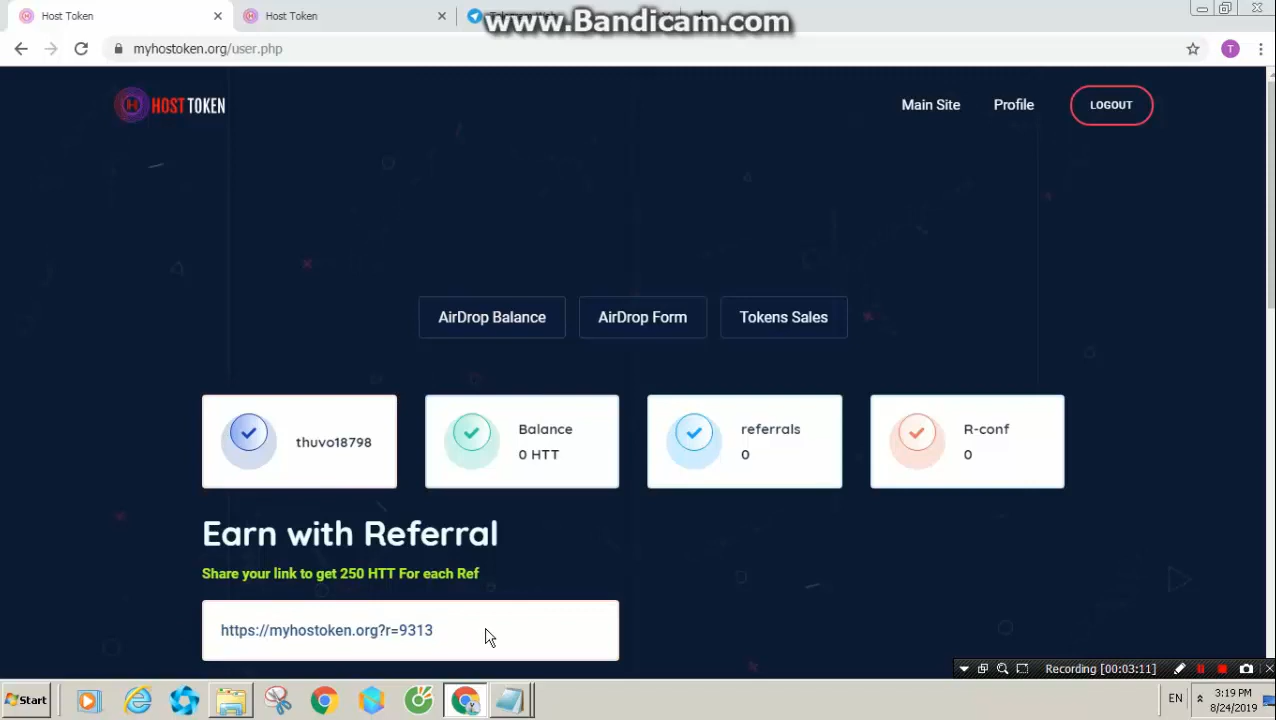 Host Token
Host Token
www.Bandicam.com
myhostoken.org/user.php
T
HOST TOKEN
Main Site
Profile
LOGOUT
AirDrop Balance
AirDrop Form
Tokens Sales
thuvo18798
Balance
0 HTT
referrals
0
R-conf
0
Earn with Referral
Share your link to get 250 HTT For each Ref
https://myhostoken.org?r=9313
Recording [00:03:11]
Start
EN
3:19 PM
8/24/2019